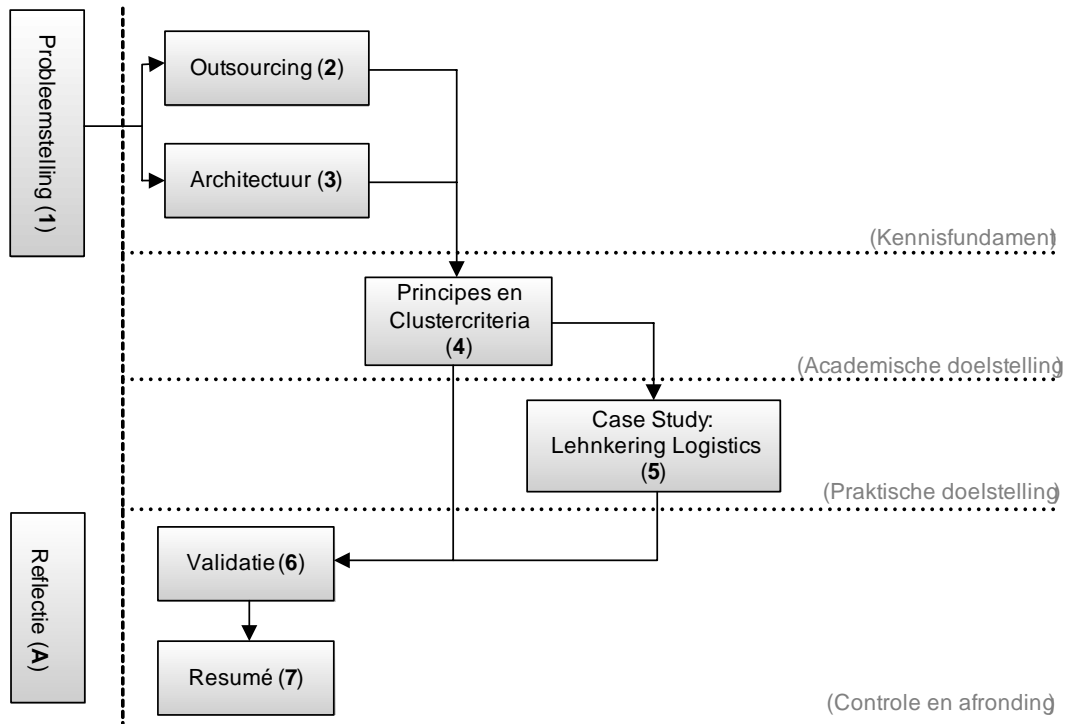 Probleemstelling (1)
Outsourcing (2)
Architectuur (3)
(Kennisfundament)
Principes en
Clustercriteria
(4)
(Academische doelstelling)
Case Study:
Lehnkering Logistics
(5)
(Praktische doelstelling)
Reflectie (A)
Validatie (6)
Resumé (7)
(Controle en afronding)